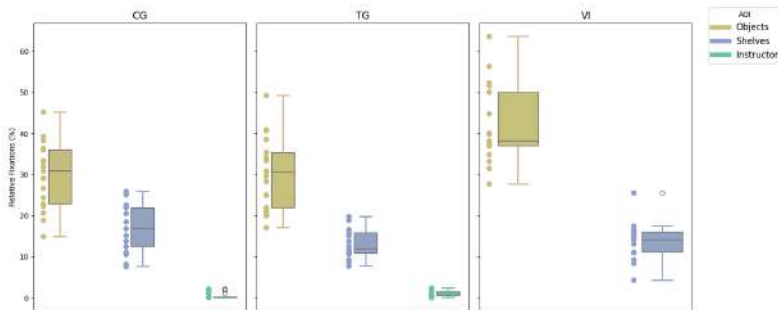 CG TG VI
AOI
Objects
Shelves
Instructor
Relative Fixations (%)
60
50
40
30
20
10
0